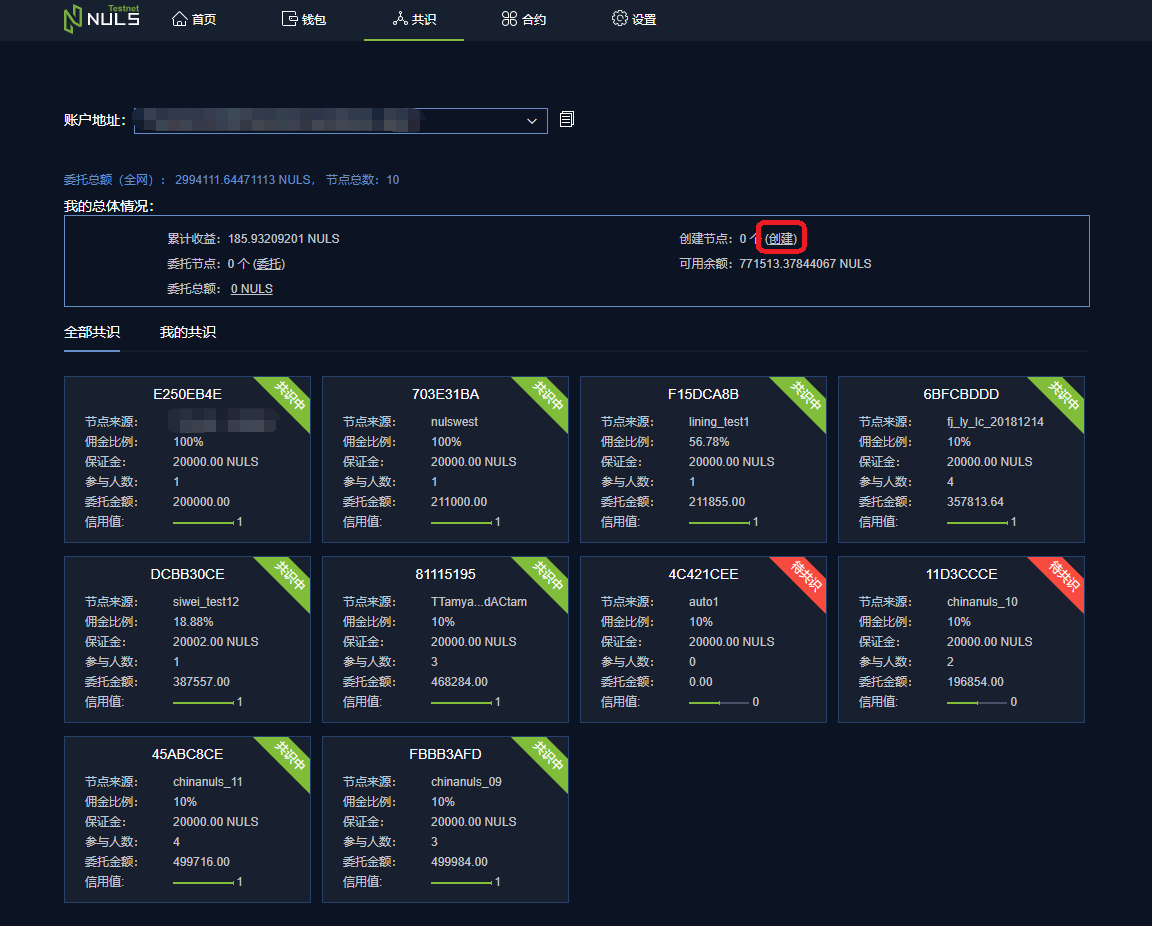 Testnet
NULS 首页 钱包 共识 合约 设置
账户地址:
委托总额（全网）: 2994111.64471113 NULS, 节点总数: 10
我的总体情况:
累计收益: 185.93209201 NULS 创建节点: 0 个 (创建)
委托节点: 0 个 (委托) 可用余额: 771513.37844067 NULS
委托总额: 0 NULS
全部共识 我的共识
E250EB4E 共识中
节点来源:
佣金比例: 100%
保证金: 20000.00 NULS
参与人数: 1
委托金额: 200000.00
信用值: 1
703E31BA 共识中
节点来源: nulswest
佣金比例: 100%
保证金: 20000.00 NULS
参与人数: 1
委托金额: 211000.00
信用值: 1
F15DCA8B 共识中
节点来源: lining_test1
佣金比例: 56.78%
保证金: 20000.00 NULS
参与人数: 1
委托金额: 211855.00
信用值: 1
6BFCBDDD 共识中
节点来源: fj_ly_lc_20181214
佣金比例: 10%
保证金: 20000.00 NULS
参与人数: 4
委托金额: 357813.64
信用值: 1
DCBB30CE 共识中
节点来源: siwei_test12
佣金比例: 18.88%
保证金: 20002.00 NULS
参与人数: 1
委托金额: 387557.00
信用值: 1
81115195 共识中
节点来源: TTamya...dACtam
佣金比例: 10%
保证金: 20000.00 NULS
参与人数: 3
委托金额: 468284.00
信用值: 1
4C421CEE 待共识
节点来源: auto1
佣金比例: 10%
保证金: 20000.00 NULS
参与人数: 0
委托金额: 0.00
信用值: 0
11D3CCCE 待共识
节点来源: chinanuls_10
佣金比例: 10%
保证金: 20000.00 NULS
参与人数: 2
委托金额: 196854.00
信用值: 0
45ABC8CE 共识中
节点来源: chinanuls_11
佣金比例: 10%
保证金: 20000.00 NULS
参与人数: 4
委托金额: 499716.00
信用值: 1
FBBB3AFD 共识中
节点来源: chinanuls_09
佣金比例: 10%
保证金: 20000.00 NULS
参与人数: 3
委托金额: 499984.00
信用值: 1